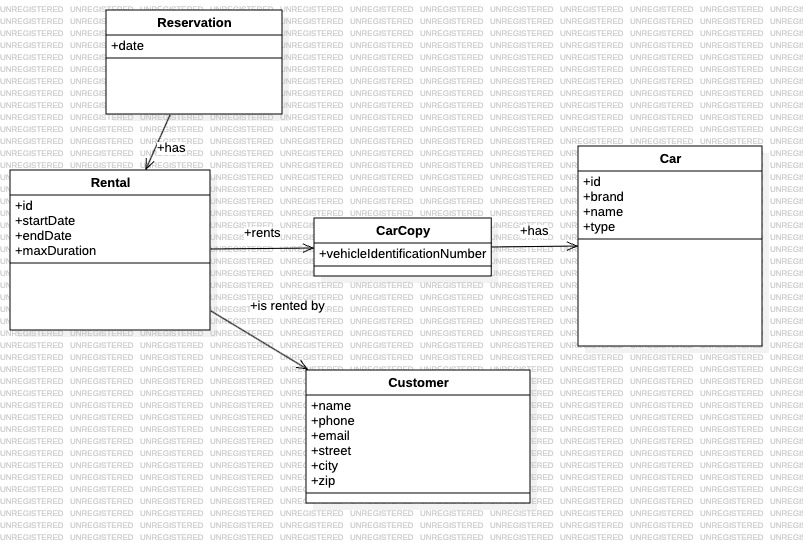 Reservation
+date
+has
Rental
+id
+startDate
+endDate
+maxDuration
+rents
CarCopy
+vehicleIdentificationNumber
+has
Car
+id
+brand
+name
+type
+is rented by
Customer
+name
+phone
+email
+street
+city
+zip
UNREGISTERED